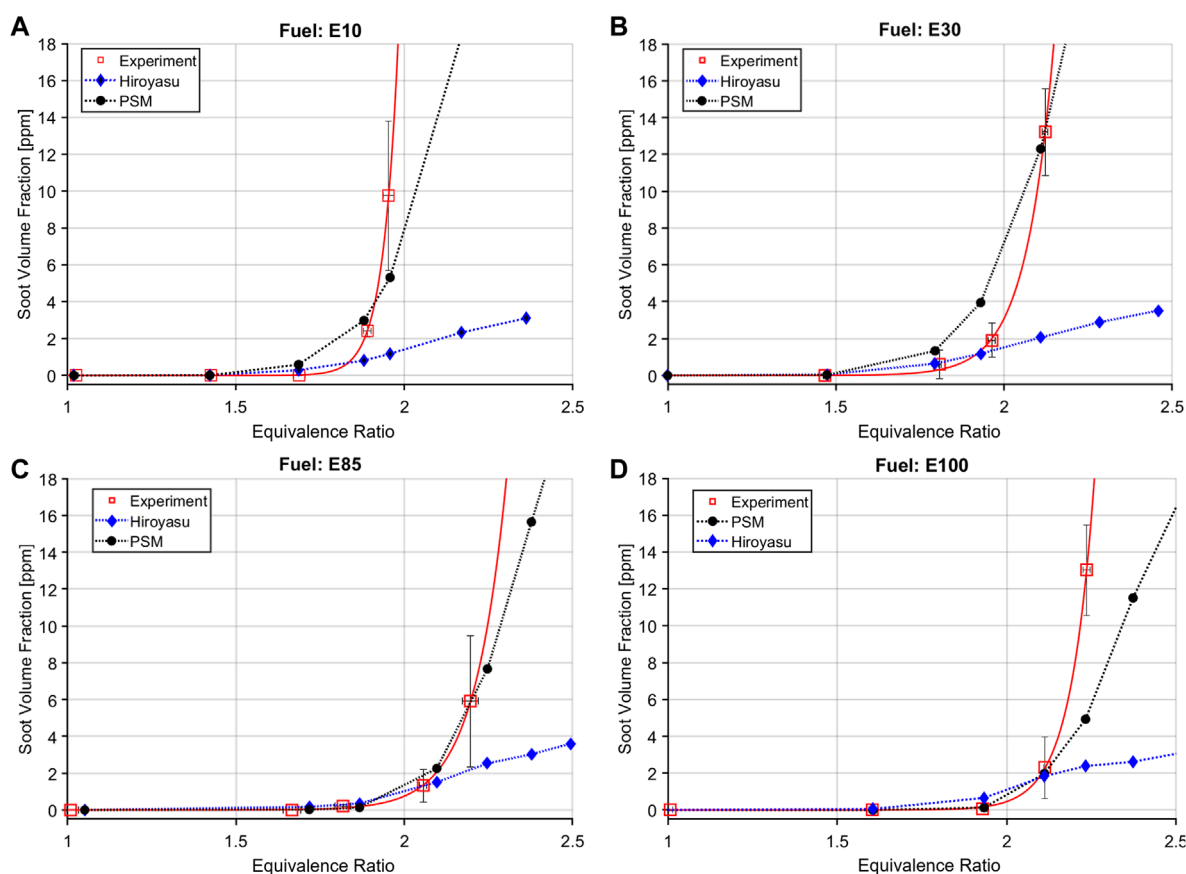 A
Fuel: E10
Soot Volume Fraction [ppm]
18
16
14
12
10
8
6
4
2
0
Experiment
Hiroyasu
PSM
1
1.5
2
2.5
Equivalence Ratio
B
Fuel: E30
Soot Volume Fraction [ppm]
18
16
14
12
10
8
6
4
2
0
Experiment
Hiroyasu
PSM
1
1.5
2
2.5
Equivalence Ratio
C
Fuel: E85
Soot Volume Fraction [ppm]
18
16
14
12
10
8
6
4
2
0
Experiment
Hiroyasu
PSM
1
1.5
2
2.5
Equivalence Ratio
D
Fuel: E100
Soot Volume Fraction [ppm]
18
16
14
12
10
8
6
4
2
0
Experiment
PSM
Hiroyasu
1
1.5
2
2.5
Equivalence Ratio